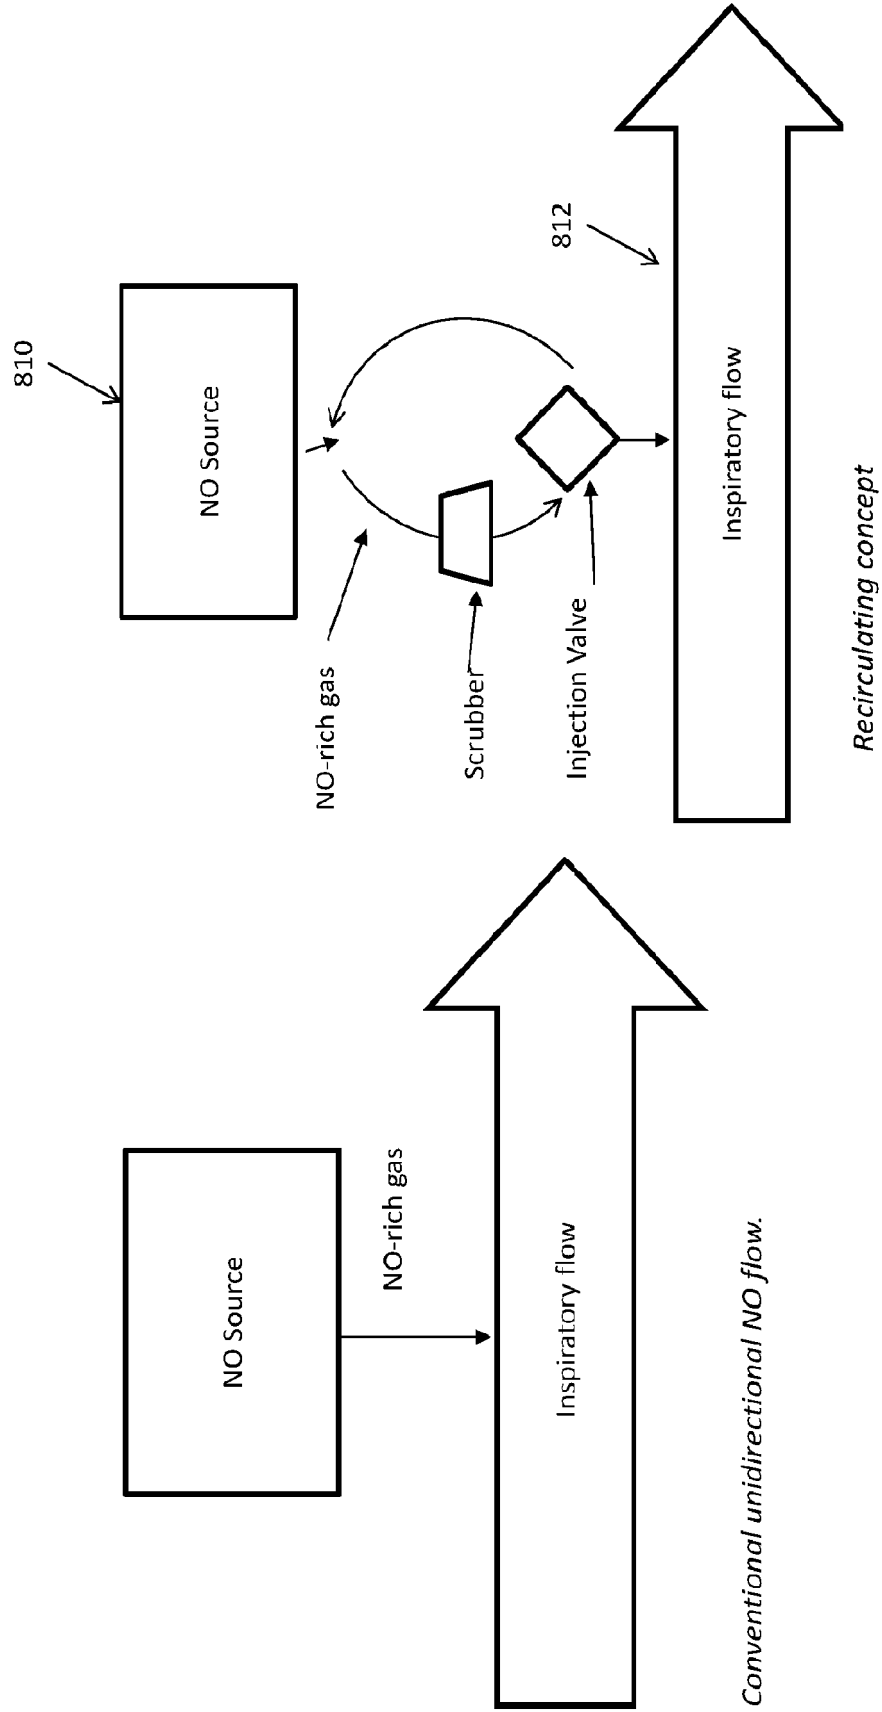 NO Source
NO-rich gas
Inspiratory flow
Conventional unidirectional NO flow.
810
NO Source
NO-rich gas
Scrubber
Injection Valve
812
Inspiratory flow
Recirculating concept